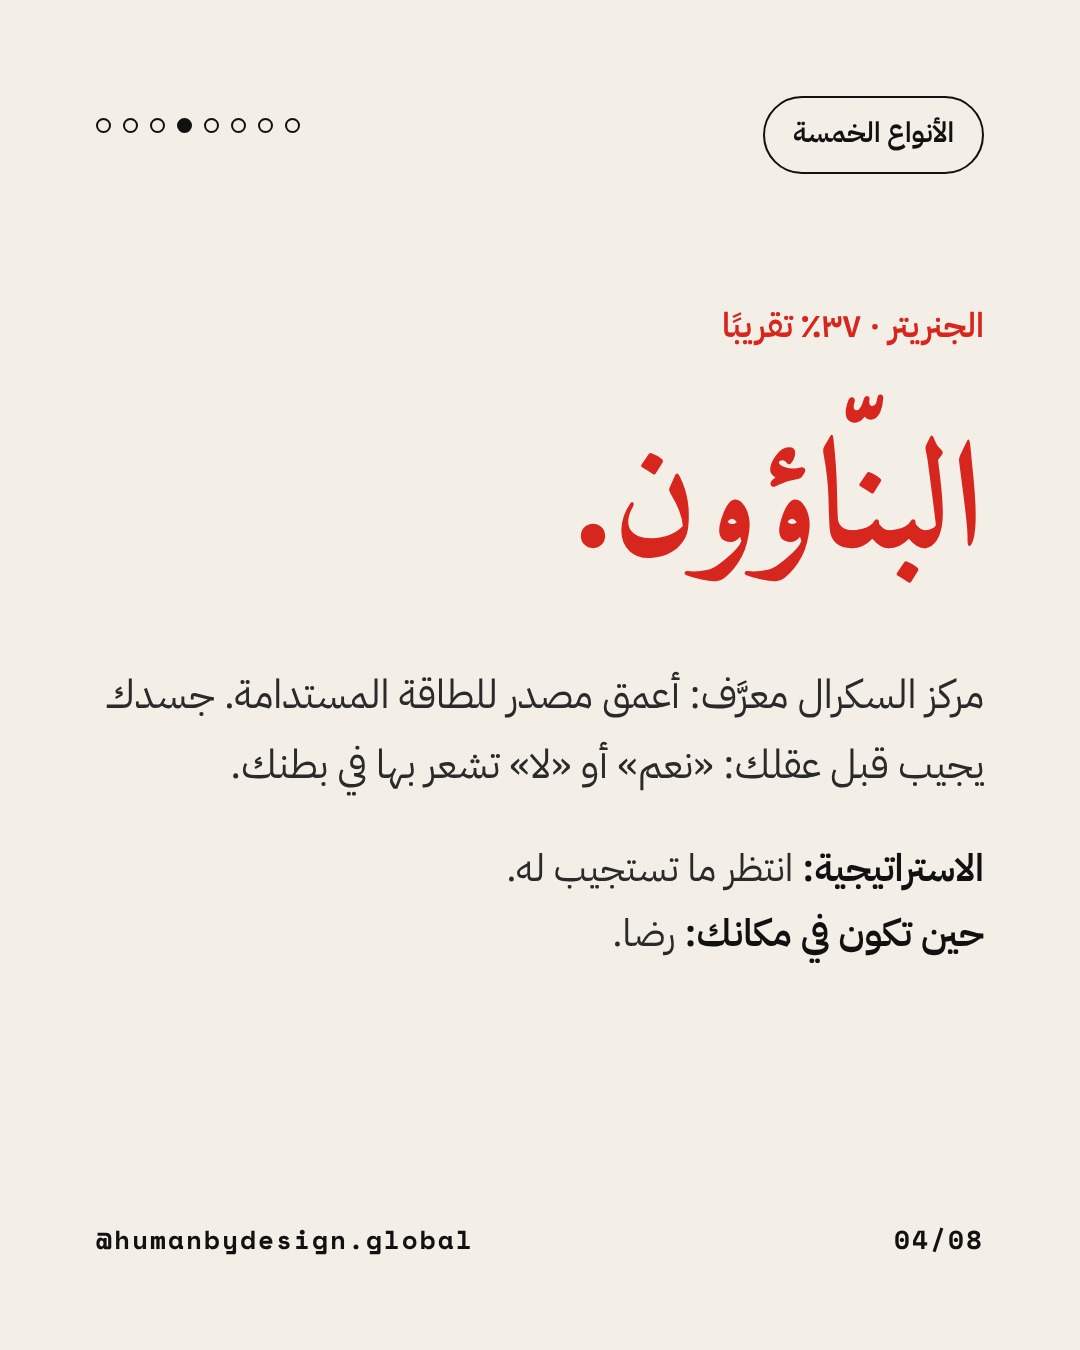 الأنواع الخمسة
الجنريتر · ٣٧٪ تقريبًا
البنّاؤون.
مركز السكرال معرَّف: أعمق مصدر للطاقة المستدامة. جسدك
يجيب قبل عقلك: «نعم» أو «لا» تشعر بها في بطنك.
الاستراتيجية: انتظر ما تستجيب له.
حين تكون في مكانك: رضا.
@humanbydesign.global
04/08